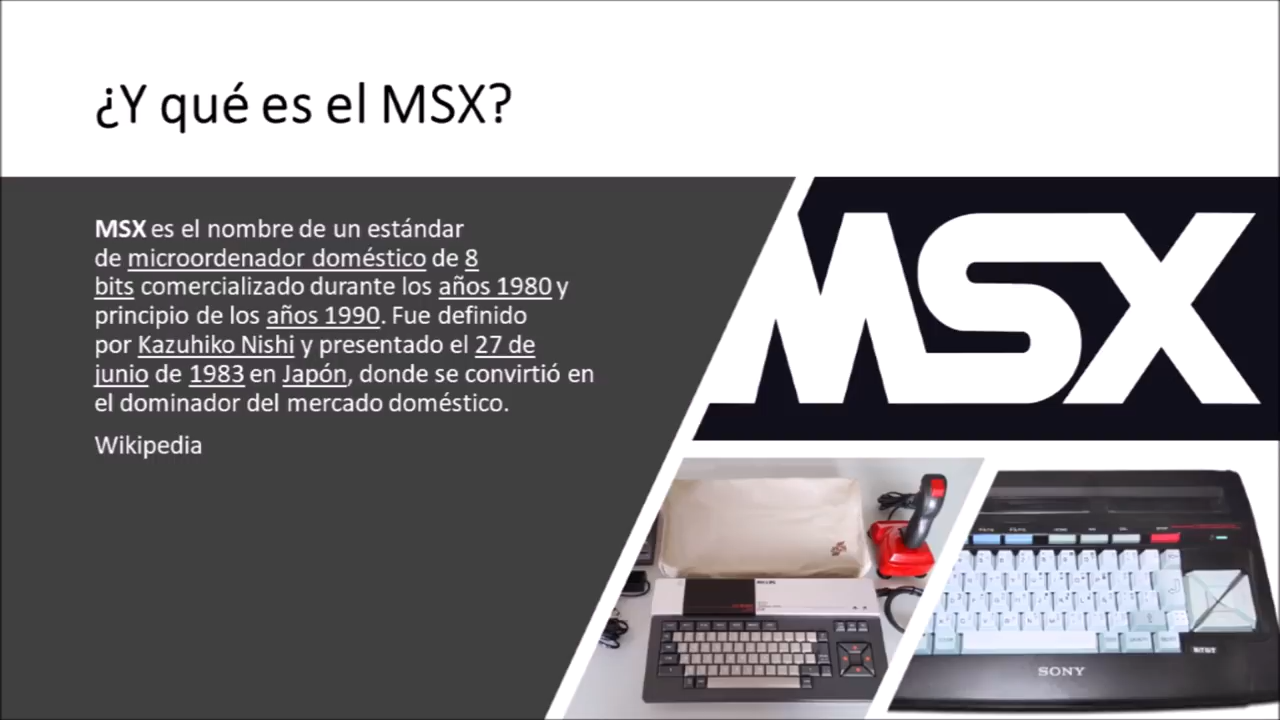 ¿Y qué es el MSX?
MSX es el nombre de un estándar
de microordenador doméstico de 8
bits comercializado durante los años 1980 y
principio de los años 1990. Fue definido
por Kazuhiko Nishi y presentado el 27 de
junio de 1983 en Japón, donde se convirtió en
el dominador del mercado doméstico.
Wikipedia
MSX
SONY